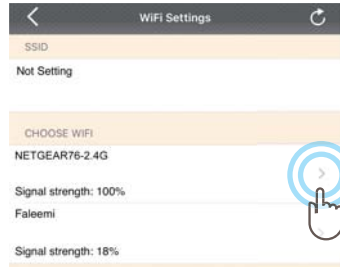 WiFi Settings
SSID
Not Setting
CHOOSE WIFI
NETGEAR76-2.4G
Signal strength: 100%
Faleemi
Signal strength: 18%